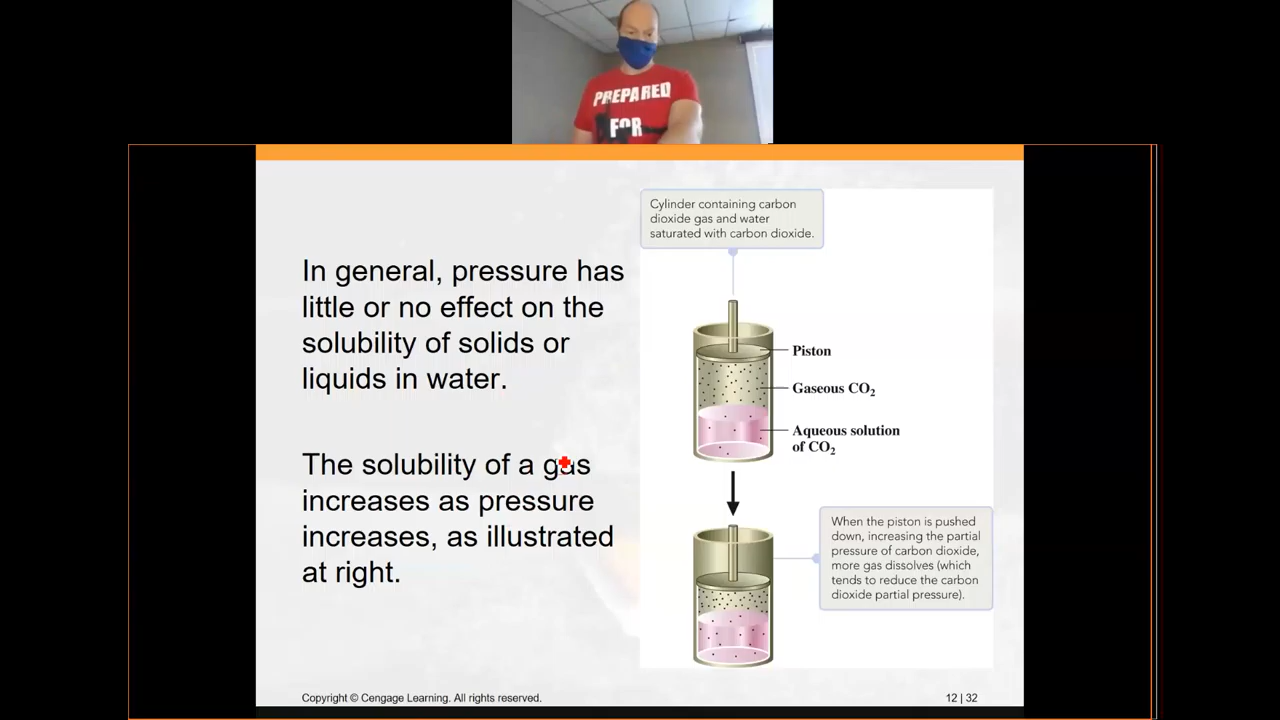 PREPARED
FOR
Cylinder containing carbon
dioxide gas and water
saturated with carbon dioxide.
In general, pressure has
little or no effect on the
solubility of solids or
liquids in water.
The solubility of a gas
increases as pressure
increases, as illustrated
at right.
Piston
Gaseous CO₂
Aqueous solution
of CO₂
When the piston is pushed
down, increasing the partial
pressure of carbon dioxide,
more gas dissolves (which
tends to reduce the carbon
dioxide partial pressure).
Copyright © Cengage Learning. All rights reserved.
12 | 32